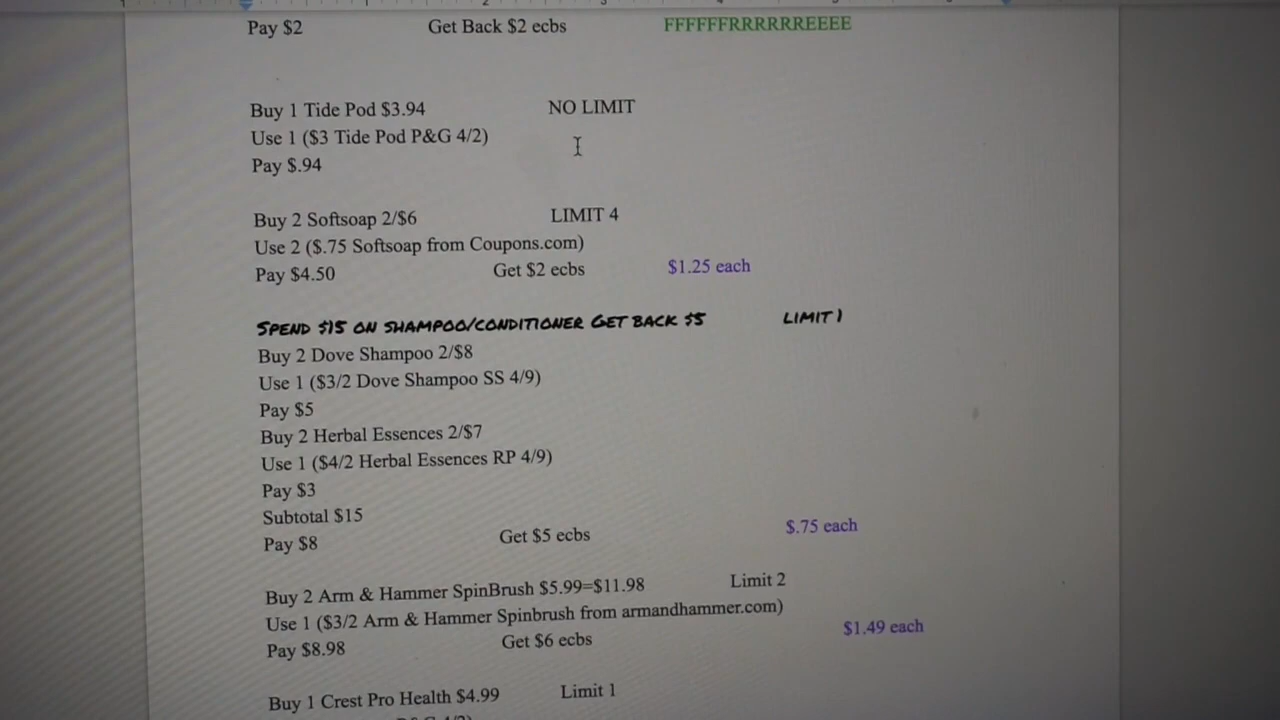 Pay $2 Get Back $2 ecbs FFFFFFRRRRRREEEE
Buy 1 Tide Pod $3.94 NO LIMIT
Use 1 ($3 Tide Pod P&G 4/2)
Pay $.94
Buy 2 Softsoap 2/$6 LIMIT 4
Use 2 ($.75 Softsoap from Coupons.com)
Pay $4.50 Get $2 ecbs $1.25 each
SPEND $15 ON SHAMPOO/CONDITIONER GET BACK $5 LIMIT 1
Buy 2 Dove Shampoo 2/$8
Use 1 ($3/2 Dove Shampoo SS 4/9)
Pay $5
Buy 2 Herbal Essences 2/$7
Use 1 ($4/2 Herbal Essences RP 4/9)
Pay $3
Subtotal $15
Pay $8 Get $5 ecbs $.75 each
Buy 2 Arm & Hammer SpinBrush $5.99=$11.98 Limit 2
Use 1 ($3/2 Arm & Hammer Spinbrush from armandhammer.com)
Pay $8.98 Get $6 ecbs $1.49 each
Buy 1 Crest Pro Health $4.99 Limit 1